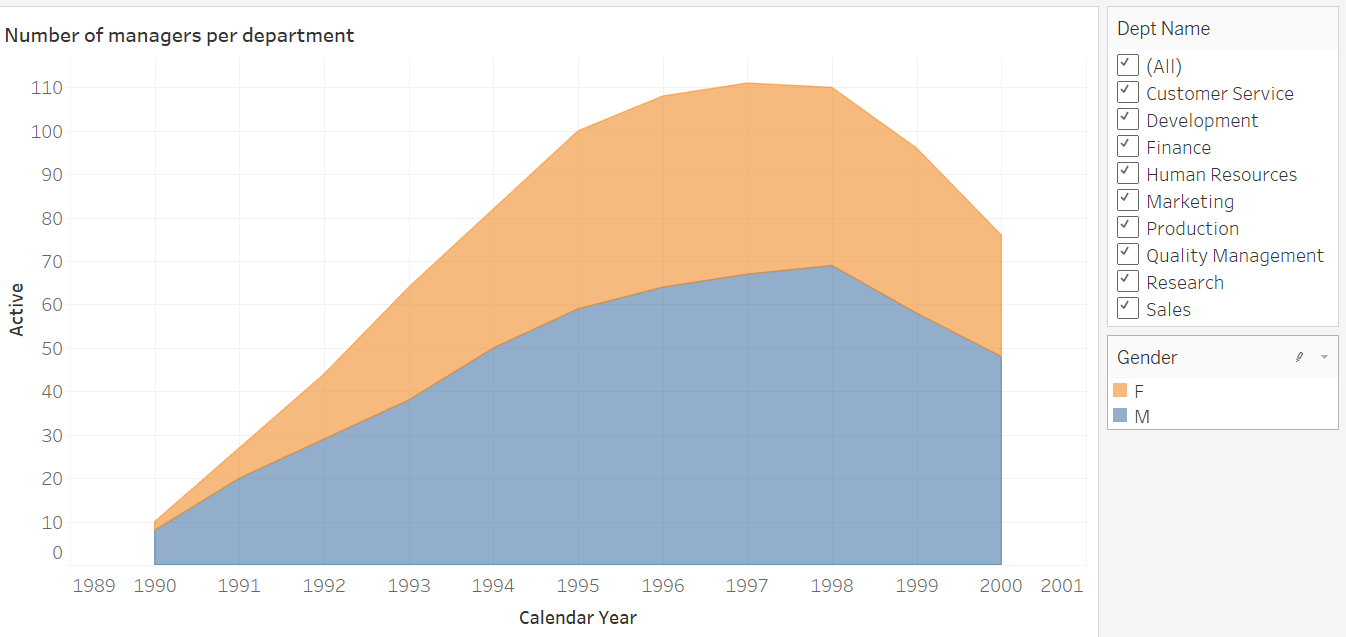 Number of managers per department
110
100
90
80
70
60
50
40
30
20
10
0
Active
1989 1990 1991 1992 1993 1994 1995 1996 1997 1998 1999 2000 2001
Calendar Year
Dept Name
(All)
Customer Service
Development
Finance
Human Resources
Marketing
Production
Quality Management
Research
Sales
Gender
F
M